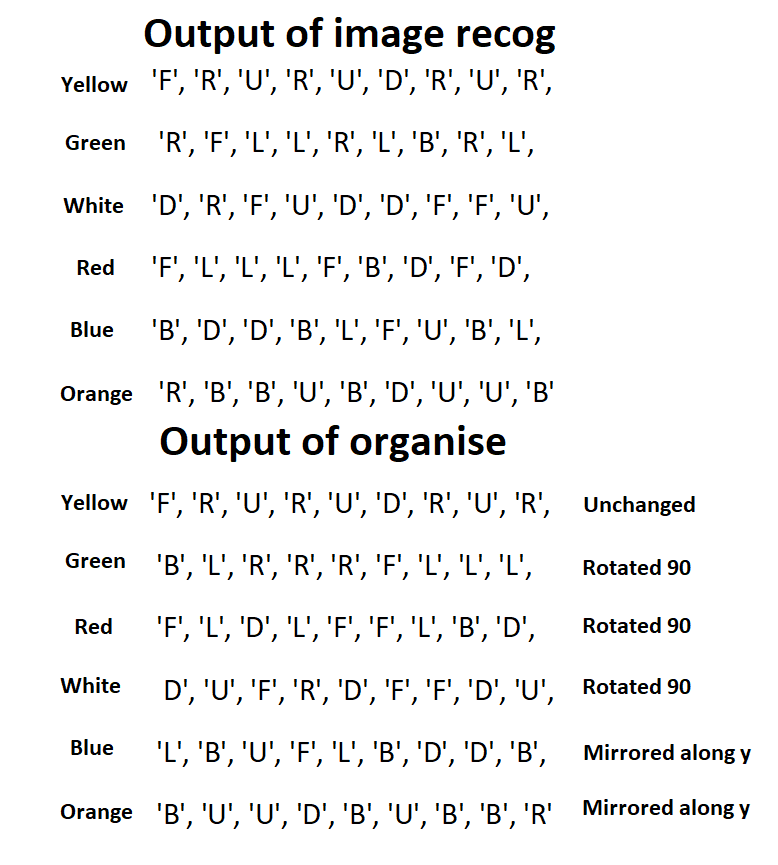 Output of image recog
Yellow 'F', 'R', 'U', 'R', 'U', 'D', 'R', 'U', 'R',
Green 'R', 'F', 'L', 'L', 'R', 'L', 'B', 'R', 'L',
White 'D', 'R', 'F', 'U', 'D', 'D', 'F', 'F', 'U',
Red 'F', 'L', 'L', 'L', 'F', 'B', 'D', 'F', 'D',
Blue 'B', 'D', 'D', 'B', 'L', 'F', 'U', 'B', 'L',
Orange 'R', 'B', 'B', 'U', 'B', 'D', 'U', 'U', 'B'
Output of organise
Yellow 'F', 'R', 'U', 'R', 'U', 'D', 'R', 'U', 'R', Unchanged
Green 'B', 'L', 'R', 'R', 'R', 'F', 'L', 'L', 'L', Rotated 90
Red 'F', 'L', 'D', 'L', 'F', 'F', 'L', 'B', 'D', Rotated 90
White D', 'U', 'F', 'R', 'D', 'F', 'F', 'D', 'U', Rotated 90
Blue 'L', 'B', 'U', 'F', 'L', 'B', 'D', 'D', 'B', Mirrored along y
Orange 'B', 'U', 'U', 'D', 'B', 'U', 'B', 'B', 'R' Mirrored along y